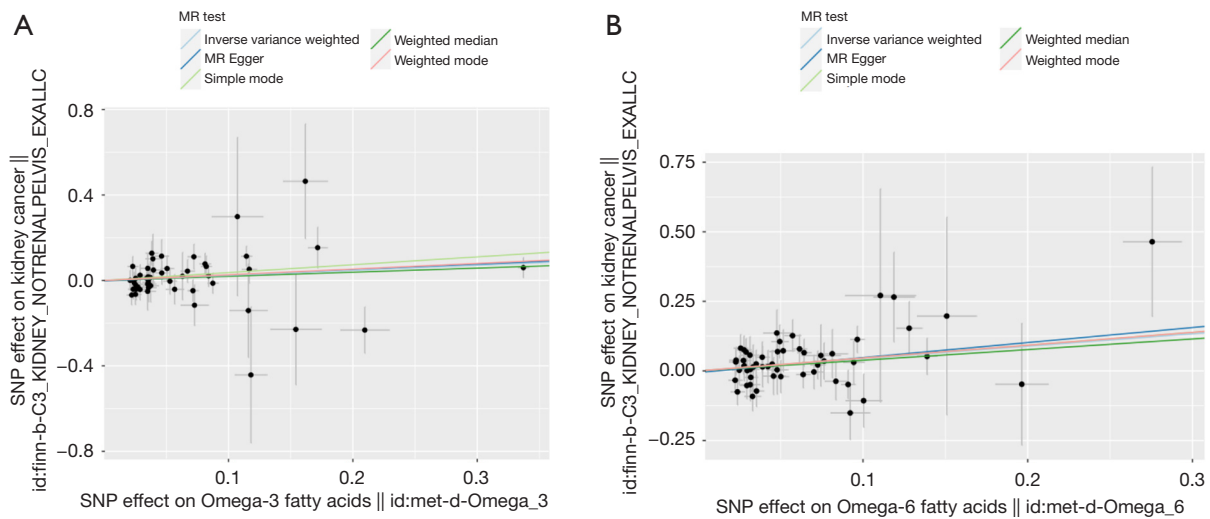 A
MR test
Inverse variance weighted
MR Egger
Simple mode
Weighted median
Weighted mode
SNP effect on kidney cancer ||
id:finn-b-C3_KIDNEY_NOTRENALPELVIS_EXALLC
0.8
0.4
0.0
−0.4
−0.8
0.1
0.2
0.3
SNP effect on Omega-3 fatty acids || id:met-d-Omega_3
B
MR test
Inverse variance weighted
MR Egger
Simple mode
Weighted median
Weighted mode
SNP effect on kidney cancer ||
id:finn-b-C3_KIDNEY_NOTRENALPELVIS_EXALLC
0.75
0.50
0.25
0.00
−0.25
0.1
0.2
0.3
SNP effect on Omega-6 fatty acids || id:met-d-Omega_6